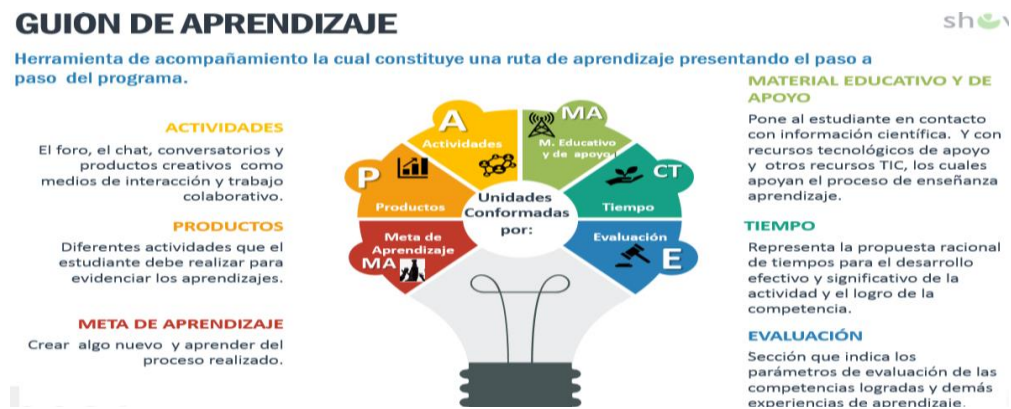 GUIÓN DE APRENDIZAJE
Herramienta de acompañamiento la cual constituye una ruta de aprendizaje presentando el paso a
paso del programa.
ACTIVIDADES
El foro, el chat, conversatorios y
productos creativos como
medios de interacción y trabajo
colaborativo.
PRODUCTOS
Diferentes actividades que el
estudiante debe realizar para
evidenciar los aprendizajes.
META DE APRENDIZAJE
Crear algo nuevo y aprender del
proceso realizado.
A
Actividades
MA
M. Educativo
y de apoyo
P
Productos
CT
Tiempo
Meta de
Aprendizaje
MA
Evaluación
E
Unidades
Conformadas
por:
MATERIAL EDUCATIVO Y DE
APOYO
Pone al estudiante en contacto
con información científica. Y con
recursos tecnológicos de apoyo
y otros recursos TIC, los cuales
apoyan el proceso de enseñanza
aprendizaje.
TIEMPO
Representa la propuesta racional
de tiempos para el desarrollo
efectivo y significativo de la
actividad y el logro de la
competencia.
EVALUACIÓN
Sección que indica los
parámetros de evaluación de las
competencias logradas y demás
experiencias de aprendizaje.